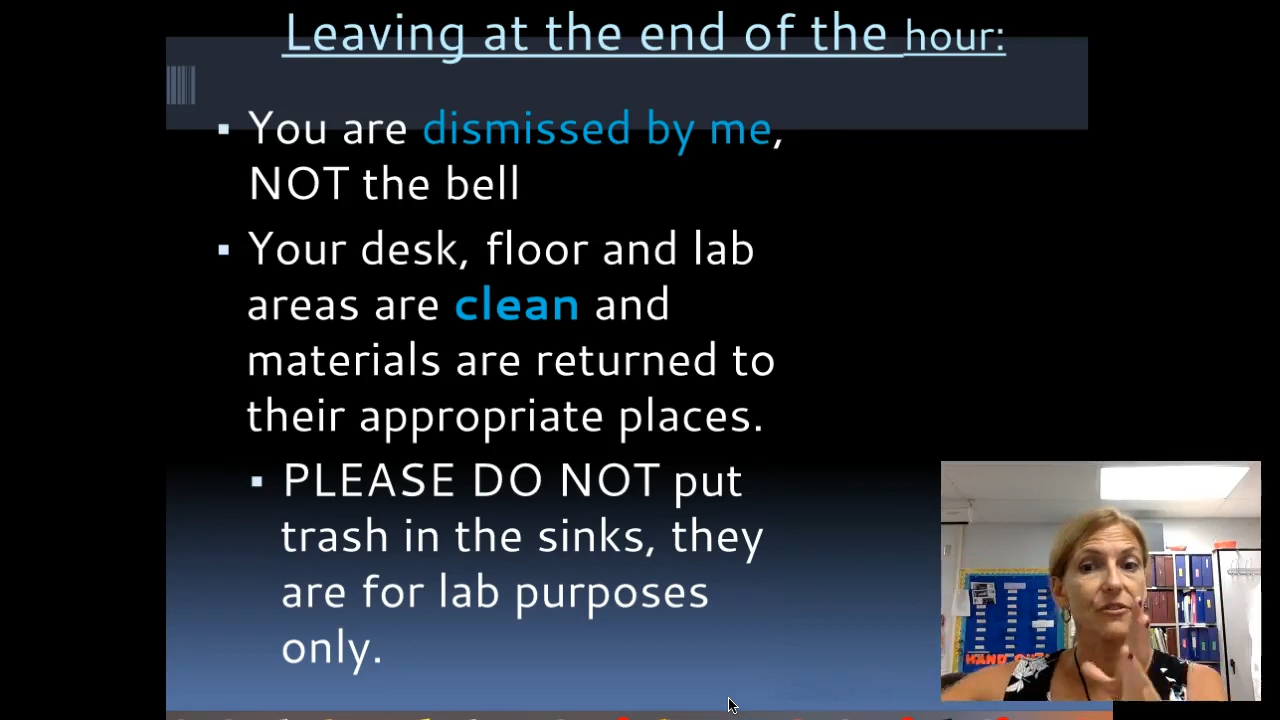 Leaving at the end of the hour:
You are dismissed by me,
NOT the bell
Your desk, floor and lab
areas are clean and
materials are returned to
their appropriate places.
PLEASE DO NOT put
trash in the sinks, they
are for lab purposes
only.